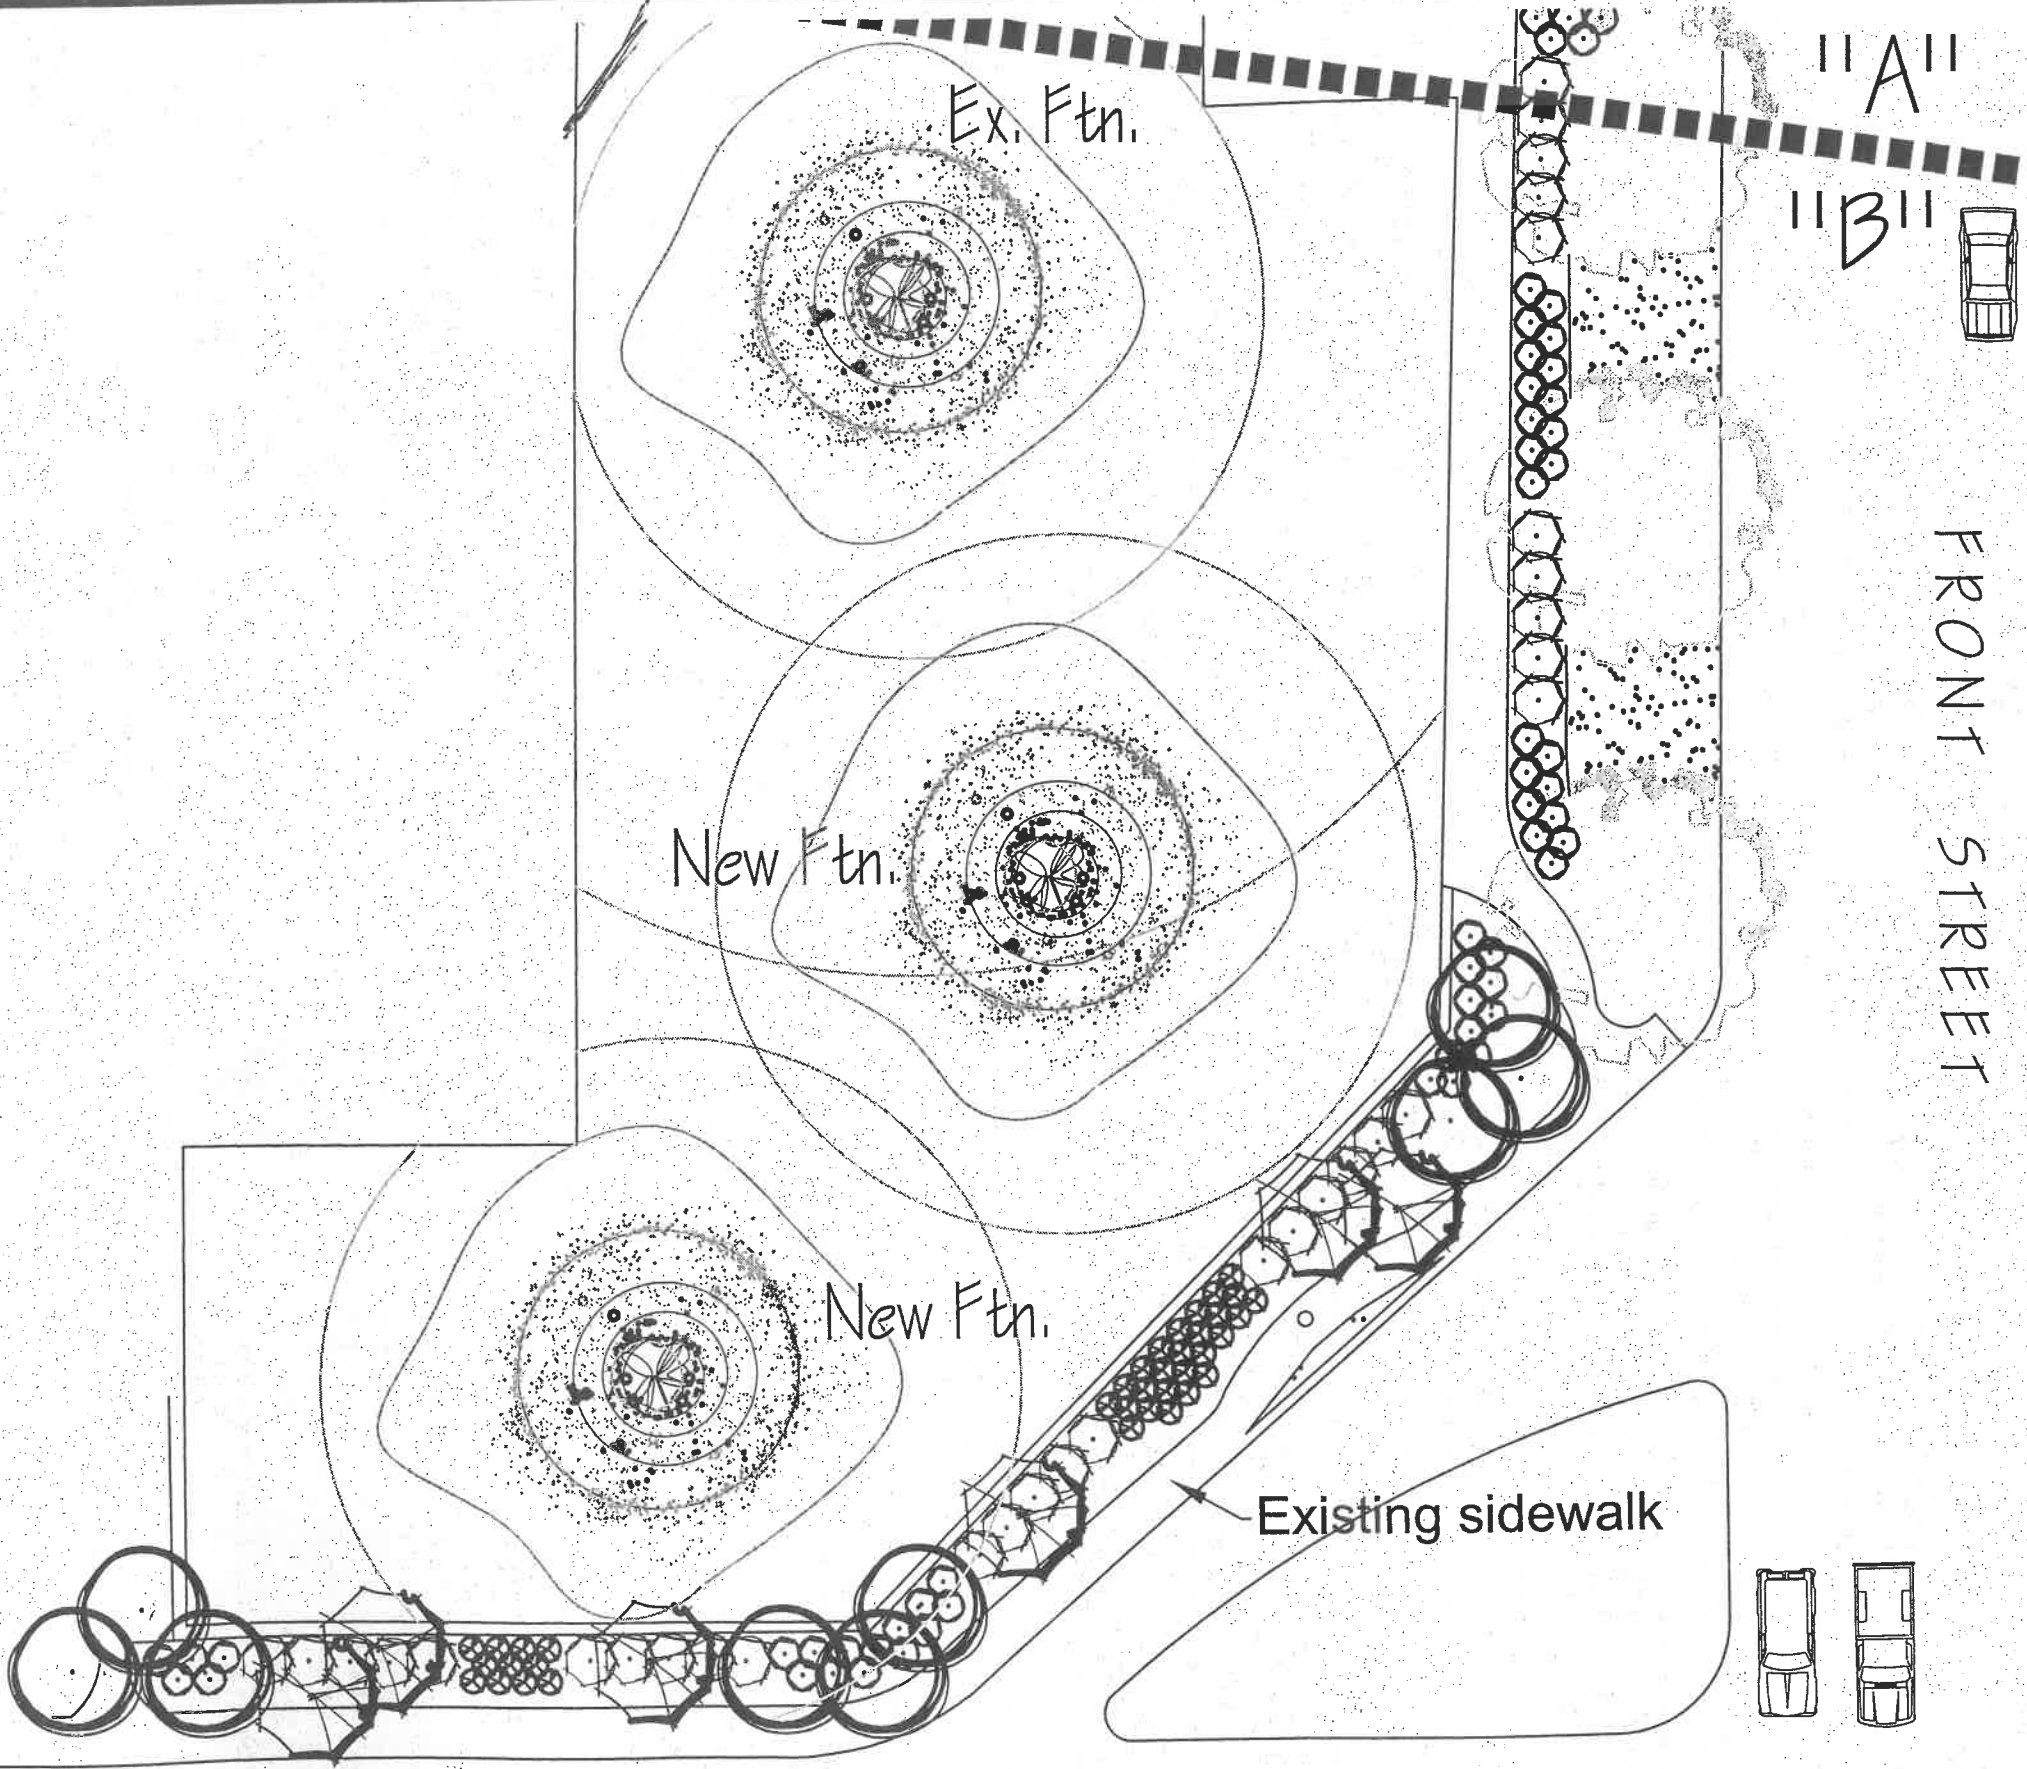 Ex. Ftn.
"A"
"B"
FRONT STREET
New Ftn.
New Ftn.
Existing sidewalk